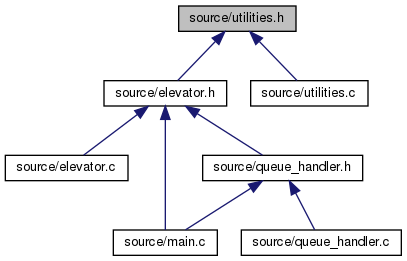 source/utilities.h
source/elevator.h
source/utilities.c
source/elevator.c
source/queue_handler.h
source/main.c
source/queue_handler.c